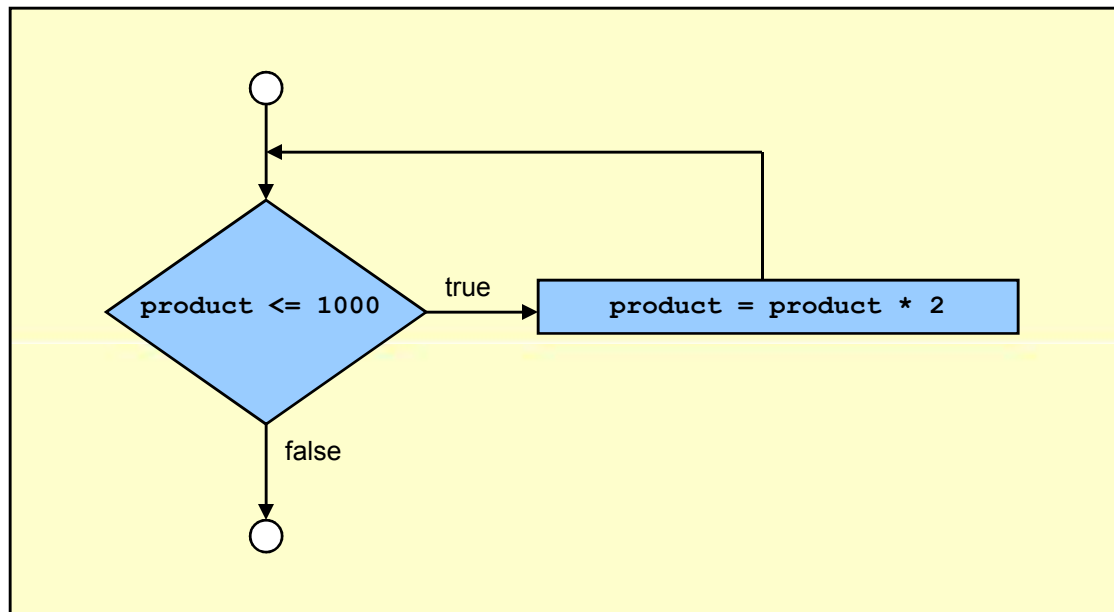 product <= 1000
true
product = product * 2
false